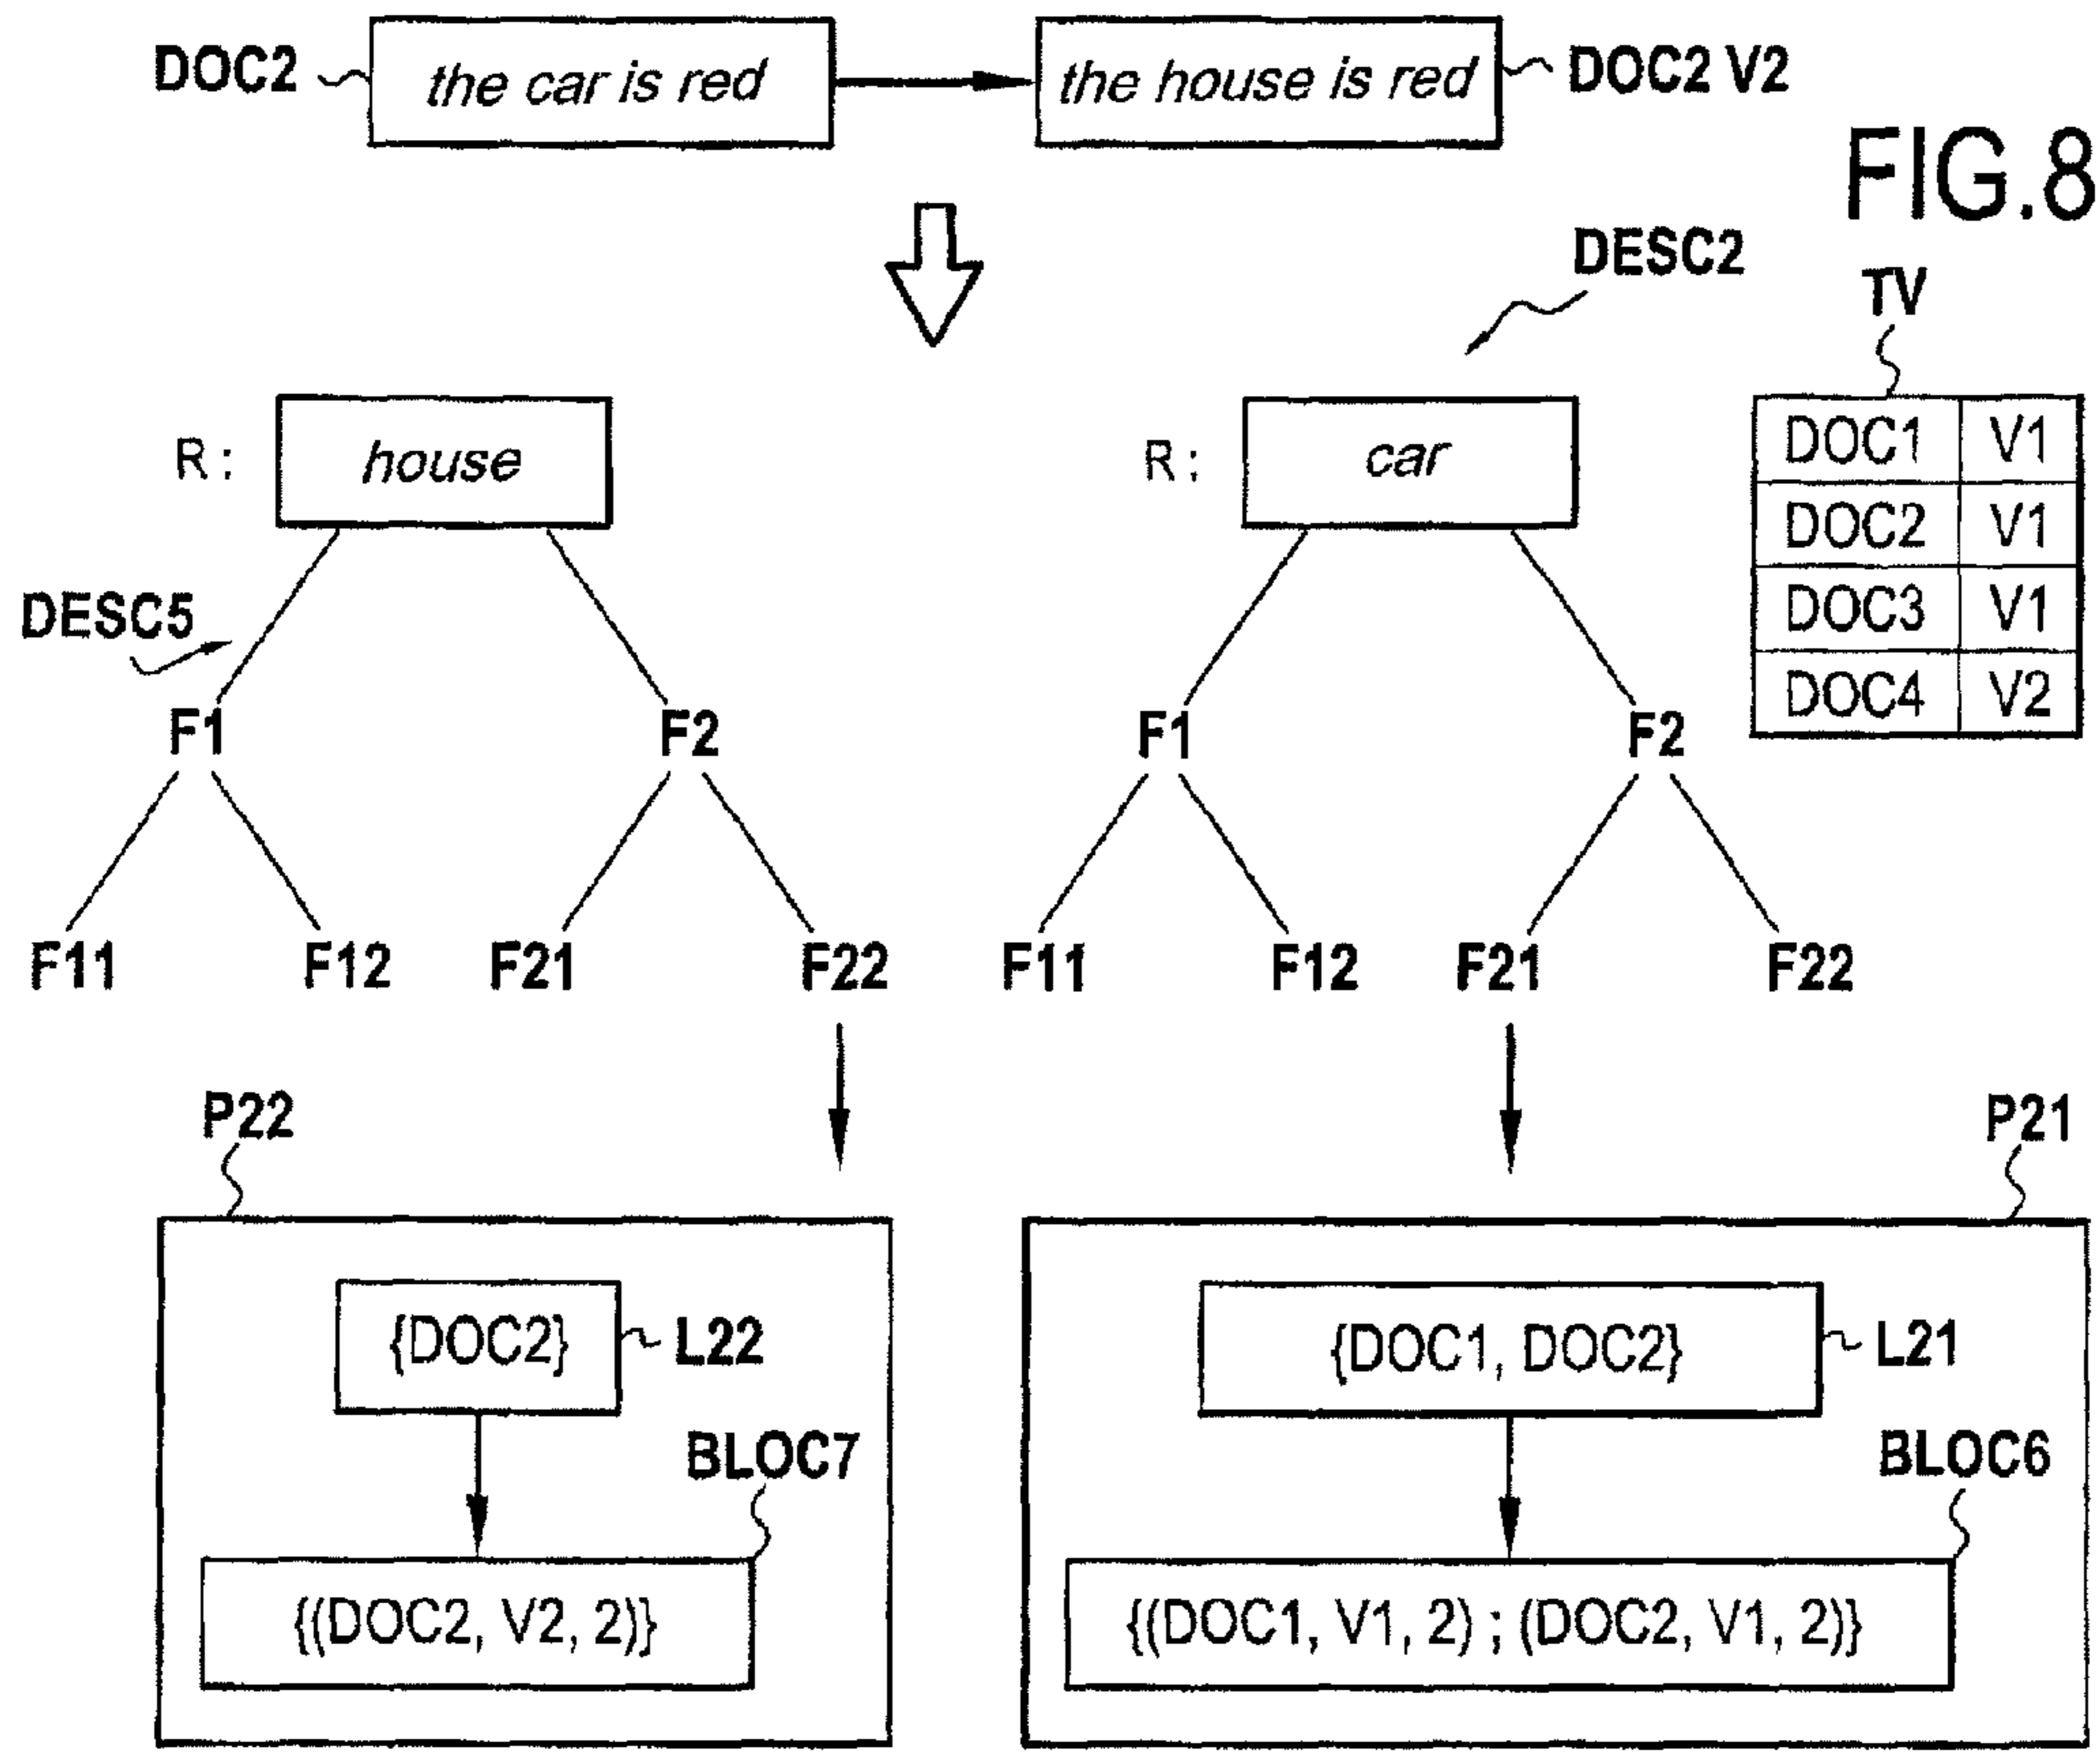 DOC2 the car is red the house is red DOC2 V2
FIG.8
DESC2
TV
R : house R : car
DOC1 V1
DOC2 V1
DOC3 V1
DOC4 V2
DESC5
F1 F2 F1 F2
F11 F12 F21 F22 F11 F12 F21 F22
P22 P21
{DOC2} L22 {DOC1, DOC2} L21
BLOC7 BLOC6
{(DOC2, V2, 2)} {(DOC1, V1, 2) ; (DOC2, V1, 2)}